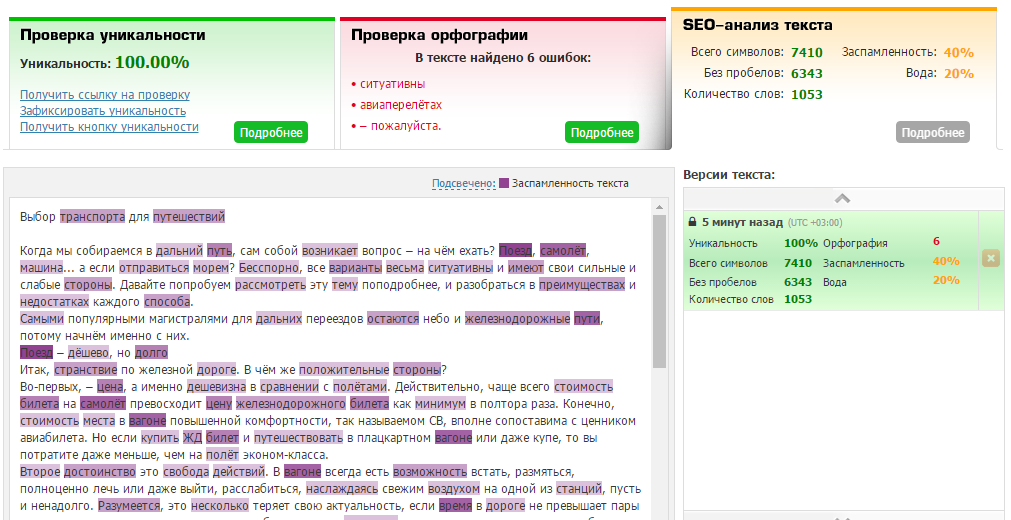 Проверка уникальности
Уникальность: 100.00%
Получить ссылку на проверку
Зафиксировать уникальность
Получить кнопку уникальности
Подробнее
Проверка орфографии
В тексте найдено 6 ошибок:
• ситуативны
• авиаперелётах
• – пожалуйста.
Подробнее
SEO-анализ текста
Всего символов: 7410 Заспамленность: 40%
Без пробелов: 6343 Вода: 20%
Количество слов: 1053
Подробнее
Подсвечено: Заспамленность текста
Выбор транспорта для путешествий
Когда мы собираемся в дальний путь, сам собой возникает вопрос – на чём ехать? Поезд, самолёт,
машина... а если отправиться морем? Бесспорно, все варианты весьма ситуативны и имеют свои сильные и
слабые стороны. Давайте попробуем рассмотреть эту тему поподробнее, и разобраться в преимуществах и
недостатках каждого способа.
Самыми популярными магистралями для дальних переездов остаются небо и железнодорожные пути,
потому начнём именно с них.
Поезд – дёшево, но долго
Итак, странствие по железной дороге. В чём же положительные стороны?
Во-первых, – цена, а именно дешевизна в сравнении с полётами. Действительно, чаще всего стоимость
билета на самолёт превосходит цену железнодорожного билета как минимум в полтора раза. Конечно,
стоимость места в вагоне повышенной комфортности, так называемом СВ, вполне сопоставима с ценником
авиабилета. Но если купить ЖД билет и путешествовать в плацкартном вагоне или даже купе, то вы
потратите даже меньше, чем на полёт эконом-класса.
Второе достоинство это свобода действий. В вагоне всегда есть возможность встать, размяться,
полноценно лечь или даже выйти, расслабиться, наслаждаясь свежим воздухом на одной из станций, пусть
и ненадолго. Разумеется, это несколько теряет свою актуальность, если время в дороге не превышает пары
Версии текста:
5 минут назад (UTC +03:00)
Уникальность 100% Орфография 6
Всего символов 7410 Заспамленность 40%
Без пробелов 6343 Вода 20%
Количество слов 1053